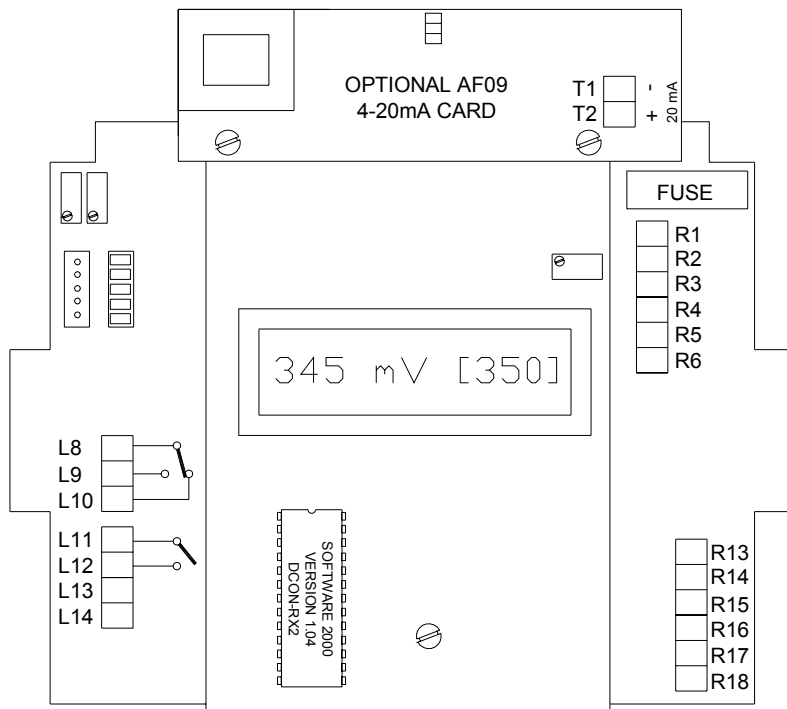 OPTIONAL AF09
4-20mA CARD
T1 -
T2 +
20 mA
FUSE
R1
R2
R3
R4
R5
R6
345 mV [350]
L8
L9
L10
L11
L12
L13
L14
SOFTWARE 2000
VERSION 1.04
DCON-RX2
R13
R14
R15
R16
R17
R18